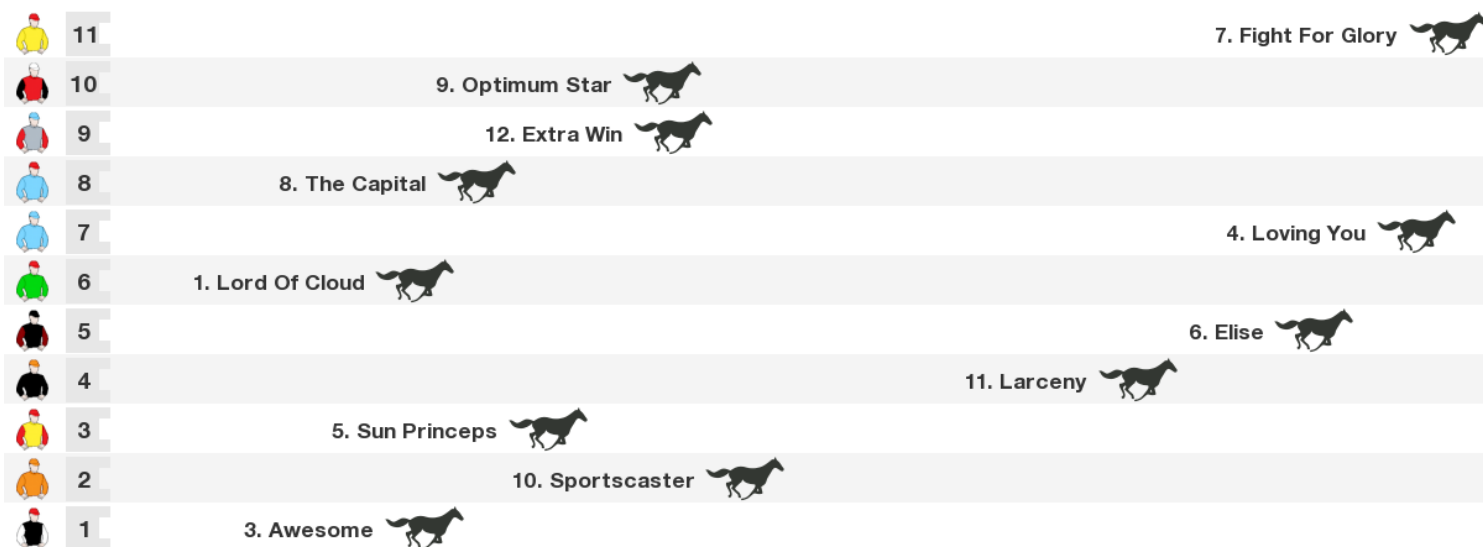 11 7. Fight For Glory
10 9. Optimum Star
9 12. Extra Win
8 8. The Capital
7 4. Loving You
6 1. Lord Of Cloud
5 6. Elise
4 11. Larceny
3 5. Sun Princeps
2 10. Sportscaster
1 3. Awesome